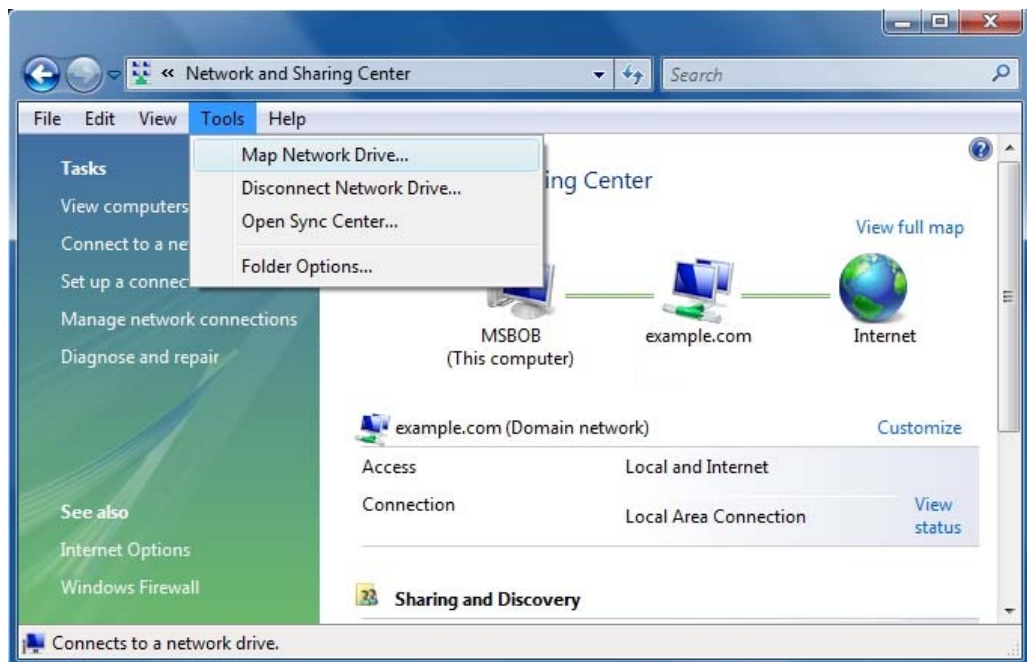 « Network and Sharing Center
Search
File Edit View Tools Help
Map Network Drive...
Disconnect Network Drive...
Open Sync Center...
Folder Options...
Tasks
View computers
Connect to a ne
Set up a connec
Manage network connections
Diagnose and repair
See also
Internet Options
Windows Firewall
ing Center
View full map
MSBOB
(This computer)
example.com
Internet
example.com (Domain network)
Customize
Access
Local and Internet
Connection
Local Area Connection
View
status
Sharing and Discovery
Connects to a network drive.